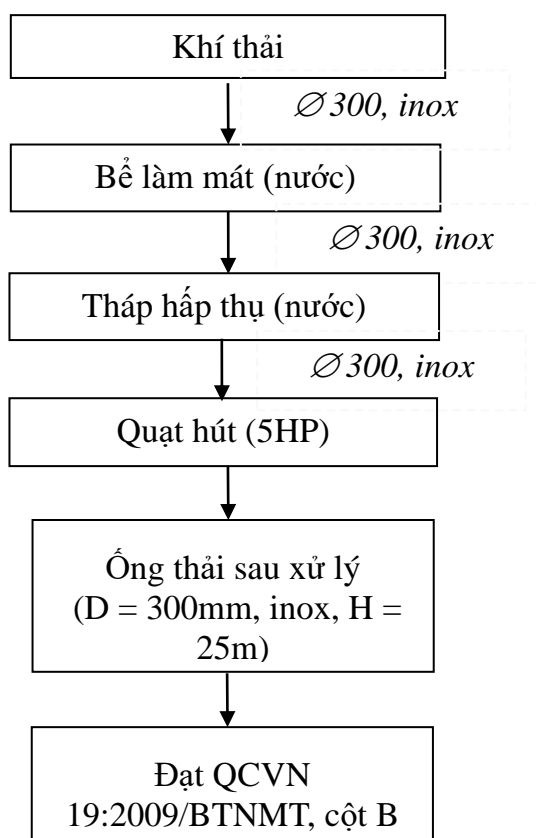 Khí thải
∅ 300, inox
Bể làm mát (nước)
∅ 300, inox
Tháp hấp thụ (nước)
∅ 300, inox
Quạt hút (5HP)
Ống thải sau xử lý
(D = 300mm, inox, H =
25m)
Đạt QCVN
19:2009/BTNMT, cột B